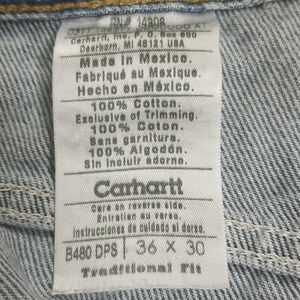 RN# 14806
Carhartt, Inc. P.O. Box 600
Dearborn, MI 48121 USA
Made in Mexico.
Fabriqué au Mexique.
Hecho en México.
100% Cotton.
Exclusive of Trimming.
100% Coton.
Sans garniture.
100% Algodón.
Sin incluir adorno.
Carhartt
Care on reverse side.
Entretien au verso.
Instrucciones de cuidado al dorso.
B480 DPS 36 X 30
Traditional Fit